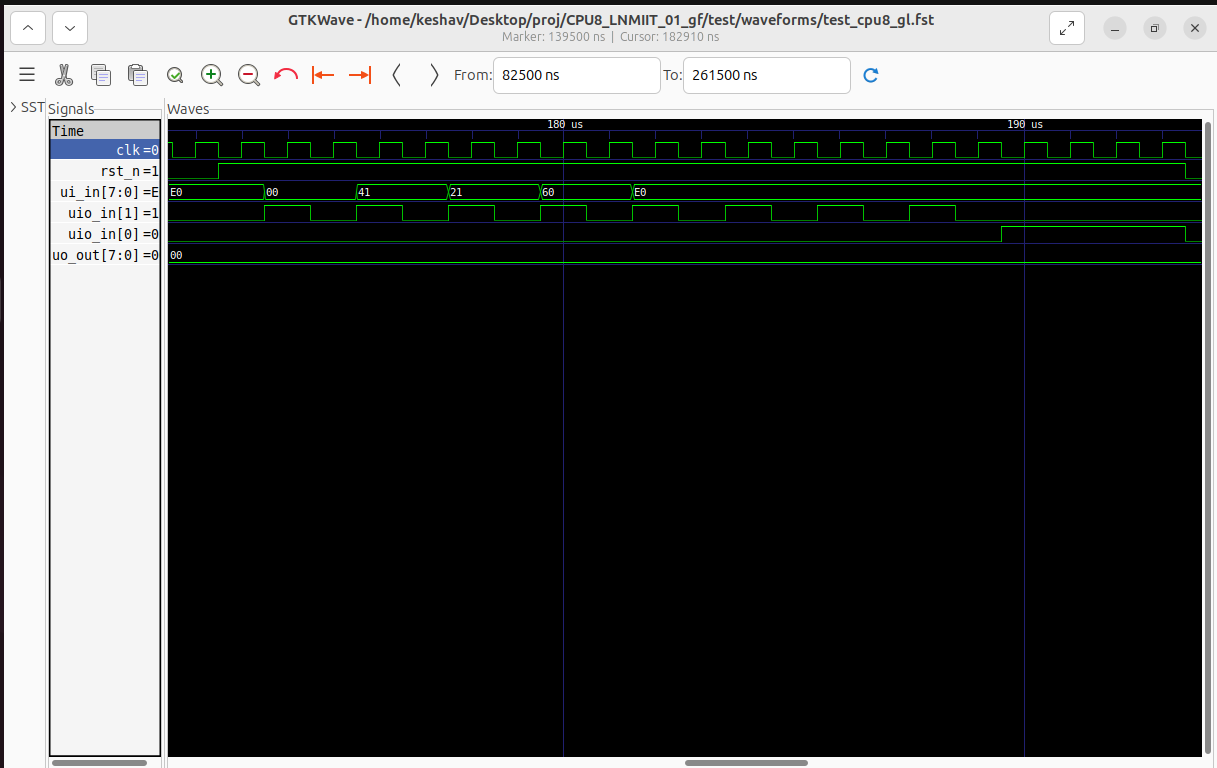 GTKWave - /home/keshav/Desktop/proj/CPU8_LNMIIT_01_gf/test/waveforms/test_cpu8_gl.fst
Marker: 139500 ns | Cursor: 182910 ns
From: 82500 ns To: 261500 ns
SST Signals Waves
Time 180 us 190 us
clk =0
rst_n =1
ui_in[7:0] =E E0 00 41 21 60 E0
uio_in[1] =1
uio_in[0] =0
uo_out[7:0] =0 00